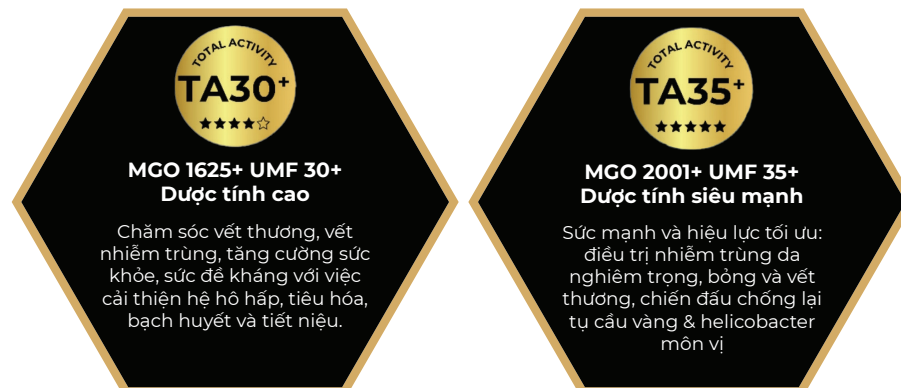 TOTAL ACTIVITY
TA30+
MGO 1625+ UMF 30+
Dược tính cao
Chăm sóc vết thương, vết
nhiễm trùng, tăng cường sức
khỏe, sức đề kháng với việc
cải thiện hệ hô hấp, tiêu hóa,
bạch huyết và tiết niệu.
TOTAL ACTIVITY
TA35+
MGO 2001+ UMF 35+
Dược tính siêu mạnh
Sức mạnh và hiệu lực tối ưu:
điều trị nhiễm trùng da
nghiêm trọng, bỏng và vết
thương, chiến đấu chống lại
tụ cầu vàng & helicobacter
môn vị